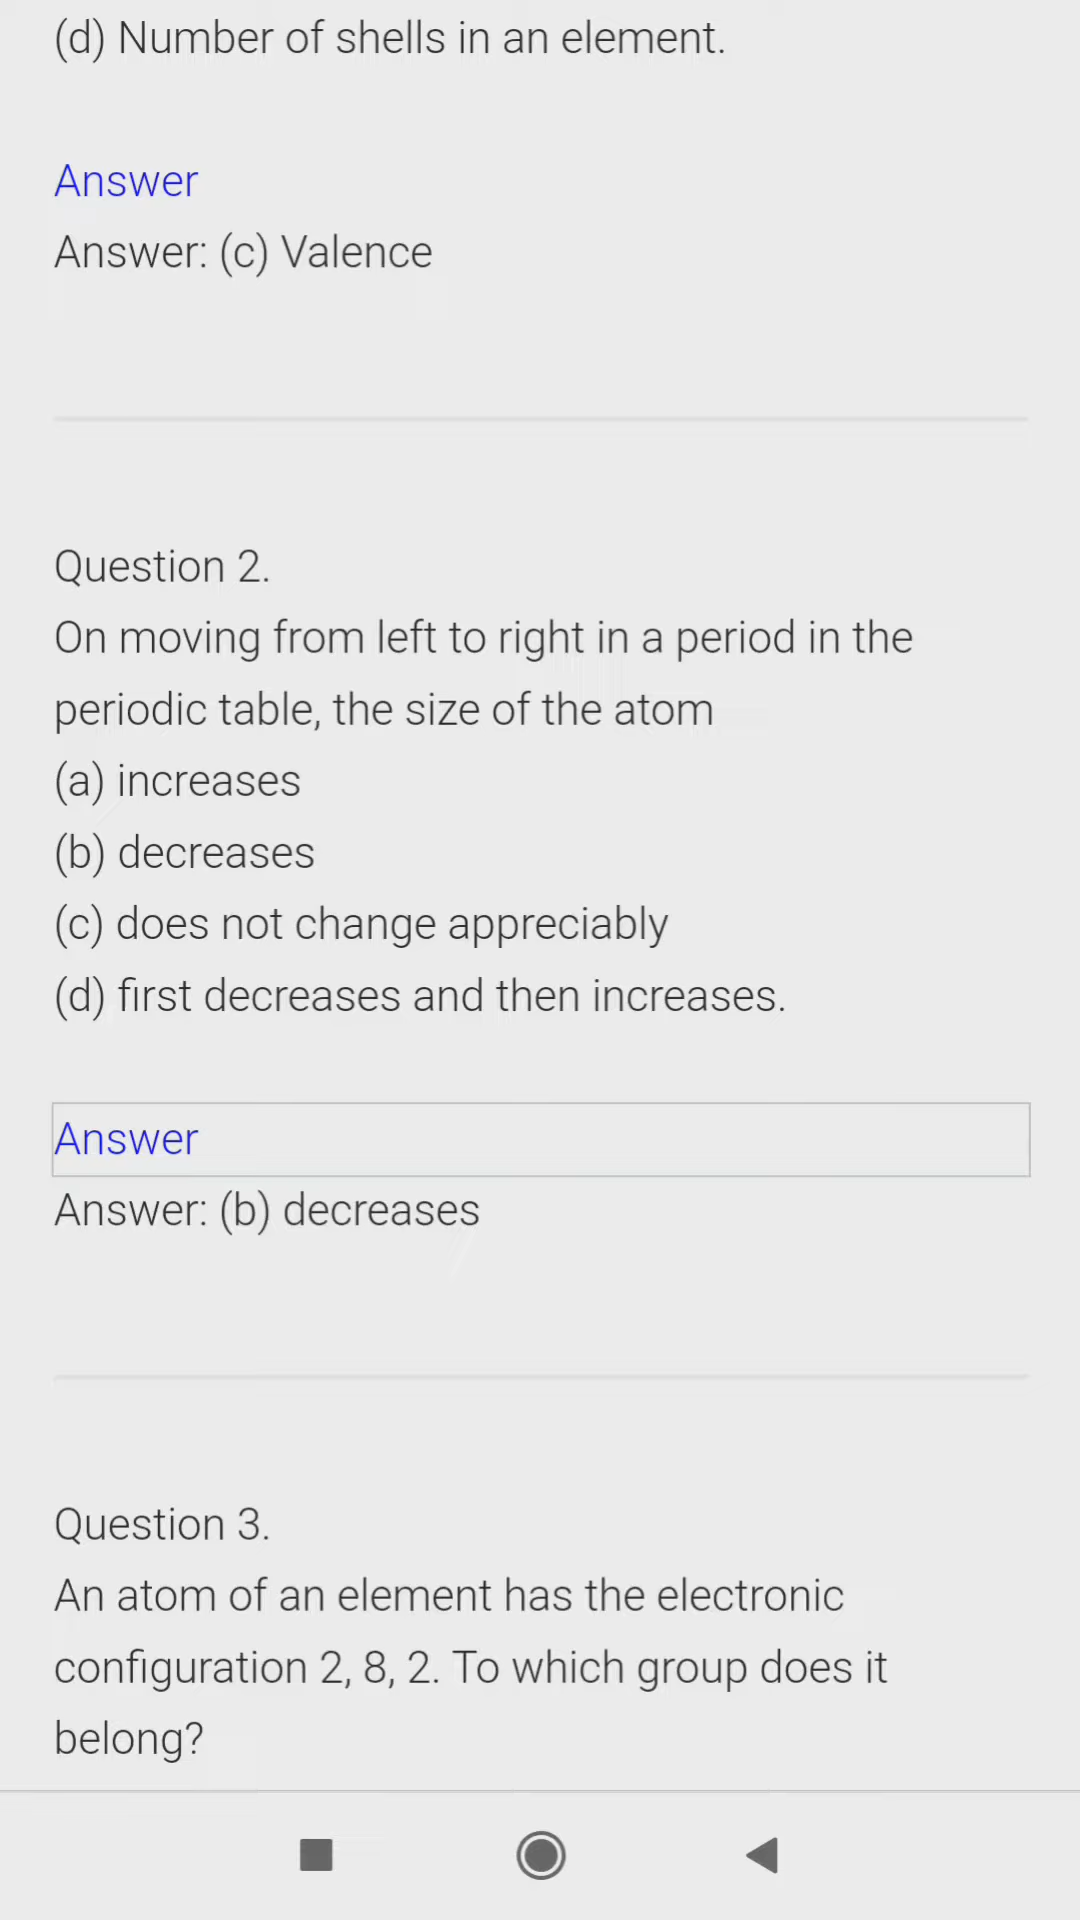 (d) Number of shells in an element.
Answer
Answer: (c) Valence
Question 2.
On moving from left to right in a period in the
periodic table, the size of the atom
(a) increases
(b) decreases
(c) does not change appreciably
(d) first decreases and then increases.
Answer
Answer: (b) decreases
Question 3.
An atom of an element has the electronic
configuration 2, 8, 2. To which group does it
belong?